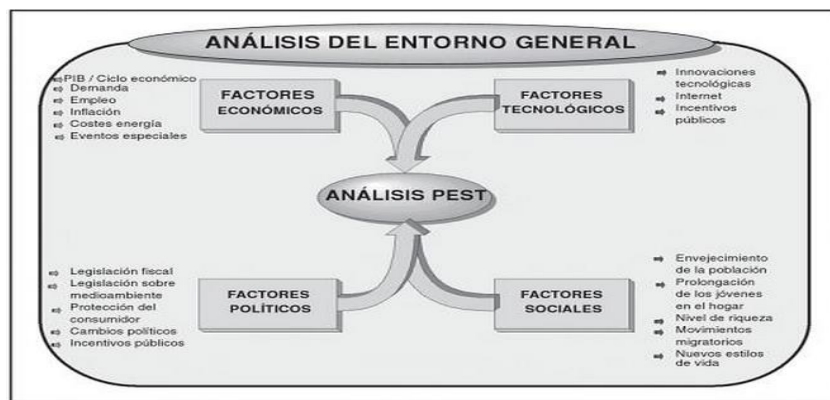 ANÁLISIS DEL ENTORNO GENERAL
PIB / Ciclo económico
Demanda
Empleo
Inflación
Costes energía
Eventos especiales
FACTORES
ECONÓMICOS
FACTORES
TECNOLÓGICOS
Innovaciones
tecnológicas
Internet
Incentivos
públicos
ANÁLISIS PEST
Legislación fiscal
Legislación sobre
medioambiente
Protección del
consumidor
Cambios políticos
Incentivos públicos
FACTORES
POLÍTICOS
FACTORES
SOCIALES
Envejecimiento
de la población
Prolongación
de los jóvenes
en el hogar
Nivel de riqueza
Movimientos
migratorios
Nuevos estilos
de vida